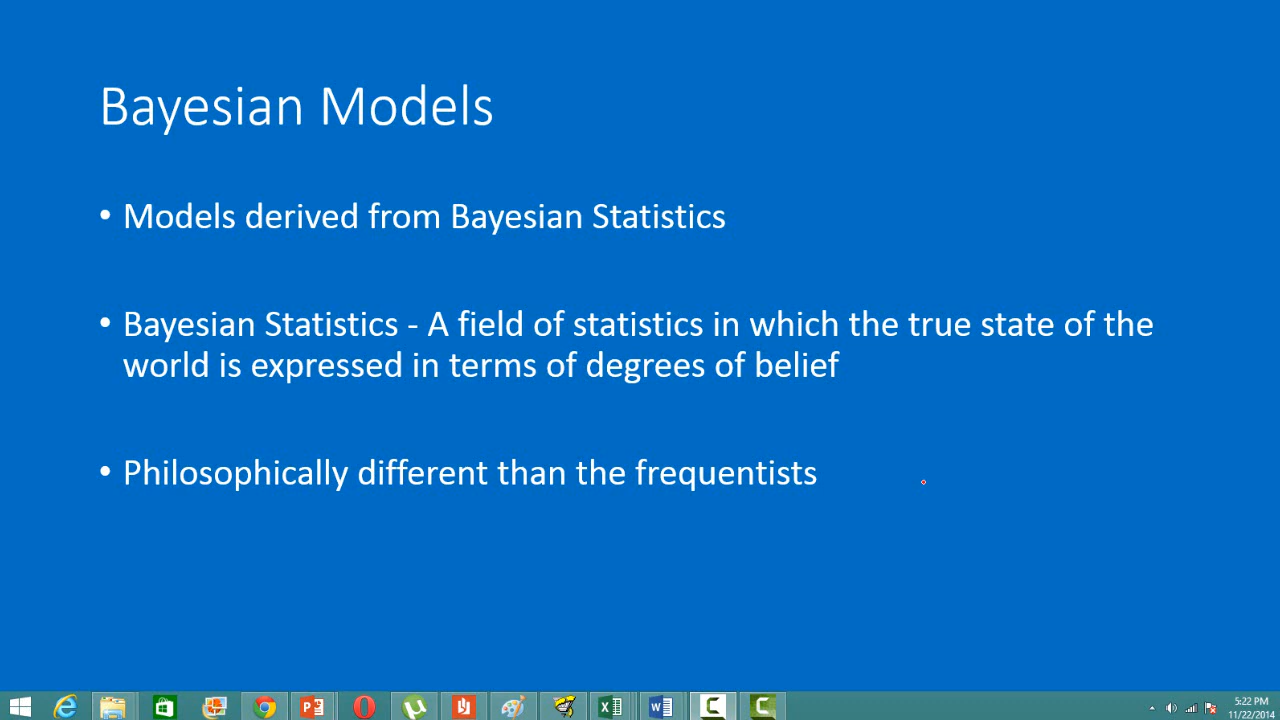 Bayesian Models
• Models derived from Bayesian Statistics
• Bayesian Statistics - A field of statistics in which the true state of the
world is expressed in terms of degrees of belief
• Philosophically different than the frequentists
5:22 PM
11/22/2014